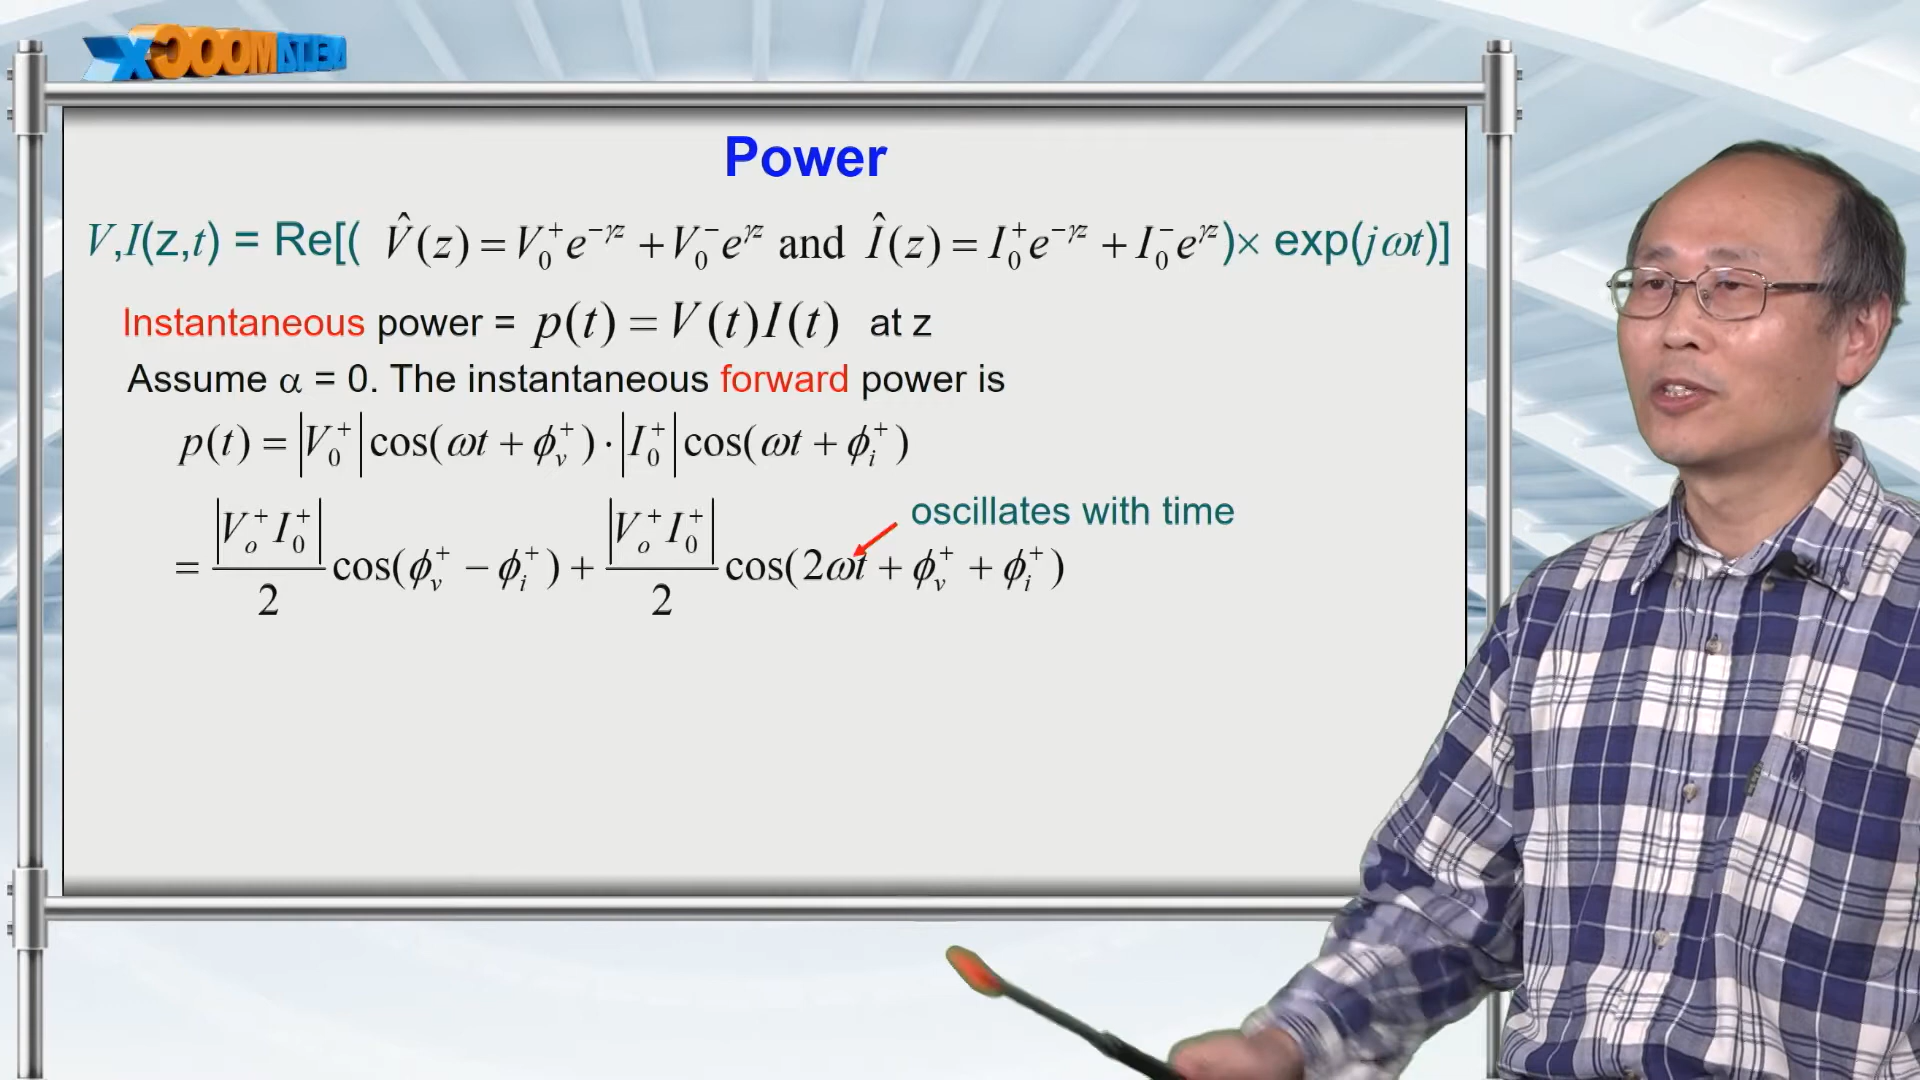 DELTAMOOCX
Power
V,I(z,t) = Re[( V̂(z) = V₀⁺e^{−γz} + V₀⁻e^{γz} and Î(z) = I₀⁺e^{−γz} + I₀⁻e^{γz} )× exp(jωt)]
Instantaneous power = p(t) = V(t)I(t) at z
Assume α = 0. The instantaneous forward power is
p(t) = |V₀⁺| cos(ωt + ϕᵥ⁺) · |I₀⁺| cos(ωt + ϕᵢ⁺)
oscillates with time
= |Vₒ⁺I₀⁺|/2 cos(ϕᵥ⁺ − ϕᵢ⁺) + |Vₒ⁺I₀⁺|/2 cos(2ωt + ϕᵥ⁺ + ϕᵢ⁺)